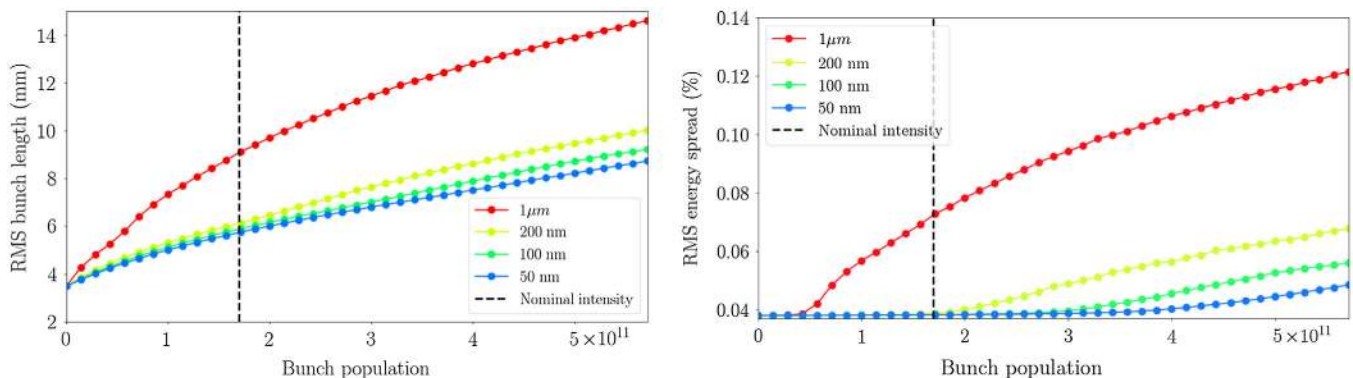 RMS bunch length (mm)
14
12
10
8
6
4
2
1μm
200 nm
100 nm
50 nm
Nominal intensity
0
1
2
3
4
5×10¹¹
Bunch population
RMS energy spread (%)
0.14
0.12
0.10
0.08
0.06
0.04
1μm
200 nm
100 nm
50 nm
Nominal intensity
0
1
2
3
4
5×10¹¹
Bunch population